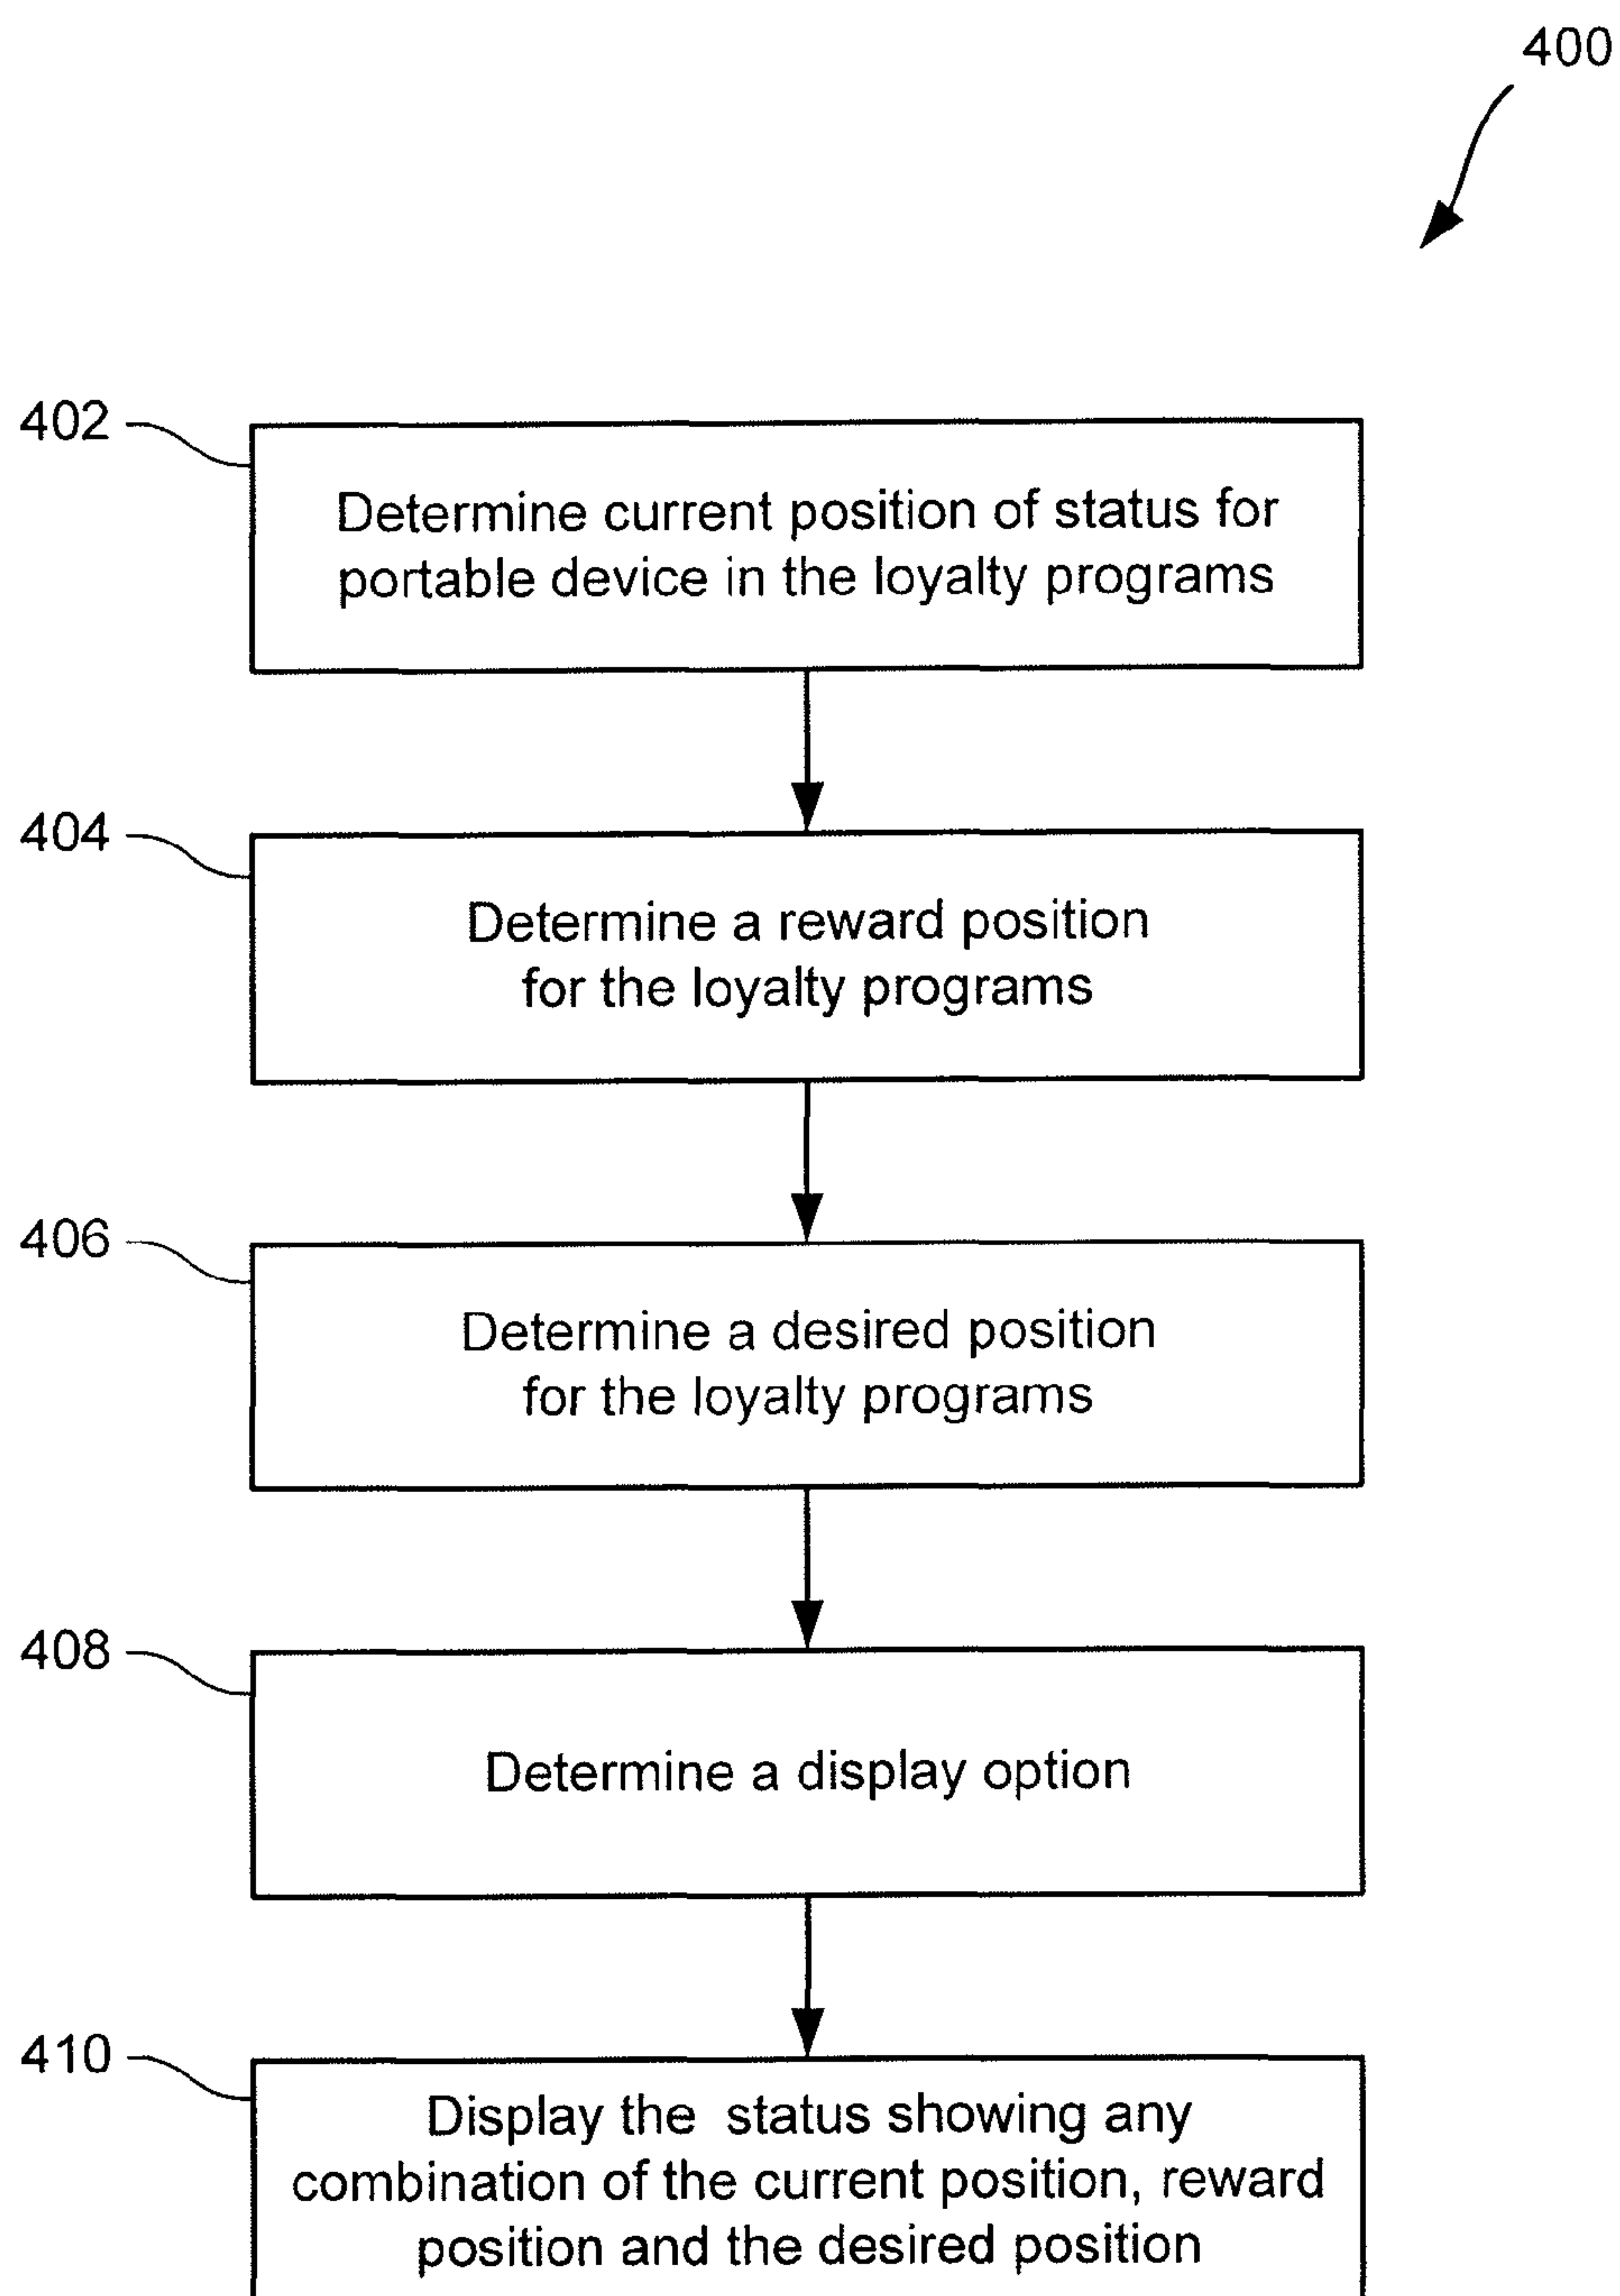 400
402
Determine current position of status for
portable device in the loyalty programs
404
Determine a reward position
for the loyalty programs
406
Determine a desired position
for the loyalty programs
408
Determine a display option
410
Display the status showing any
combination of the current position, reward
position and the desired position